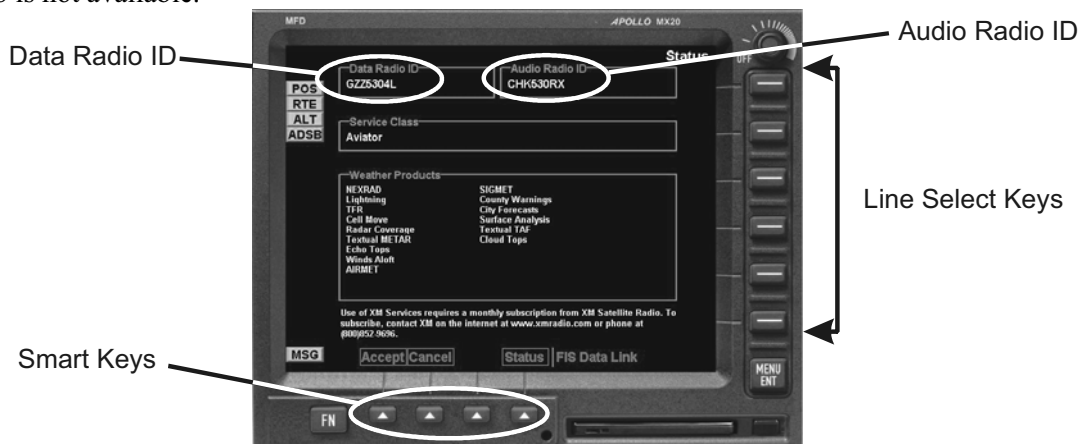 is not available.
MFD
APOLLO MX20
Data Radio ID
Audio Radio ID
Status
OFF
Data Radio ID
GZZ5304L
Audio Radio ID
CHK530RX
POS
RTE
ALT
ADSB
Service Class
Aviator
Line Select Keys
Weather Products
NEXRAD
Lightning
TFR
Cell Move
Radar Coverage
Textual METAR
Echo Tops
Winds Aloft
AIRMET
SIGMET
County Warnings
City Forecasts
Surface Analysis
Textual TAF
Cloud Tops
Use of XM Services requires a monthly subscription from XM Satellite Radio. To
subscribe, contact XM on the internet at www.xmradio.com or phone at
(800)852-9696.
Smart Keys
MSG
Accept Cancel
Status FIS Data Link
MENU
ENT
FN